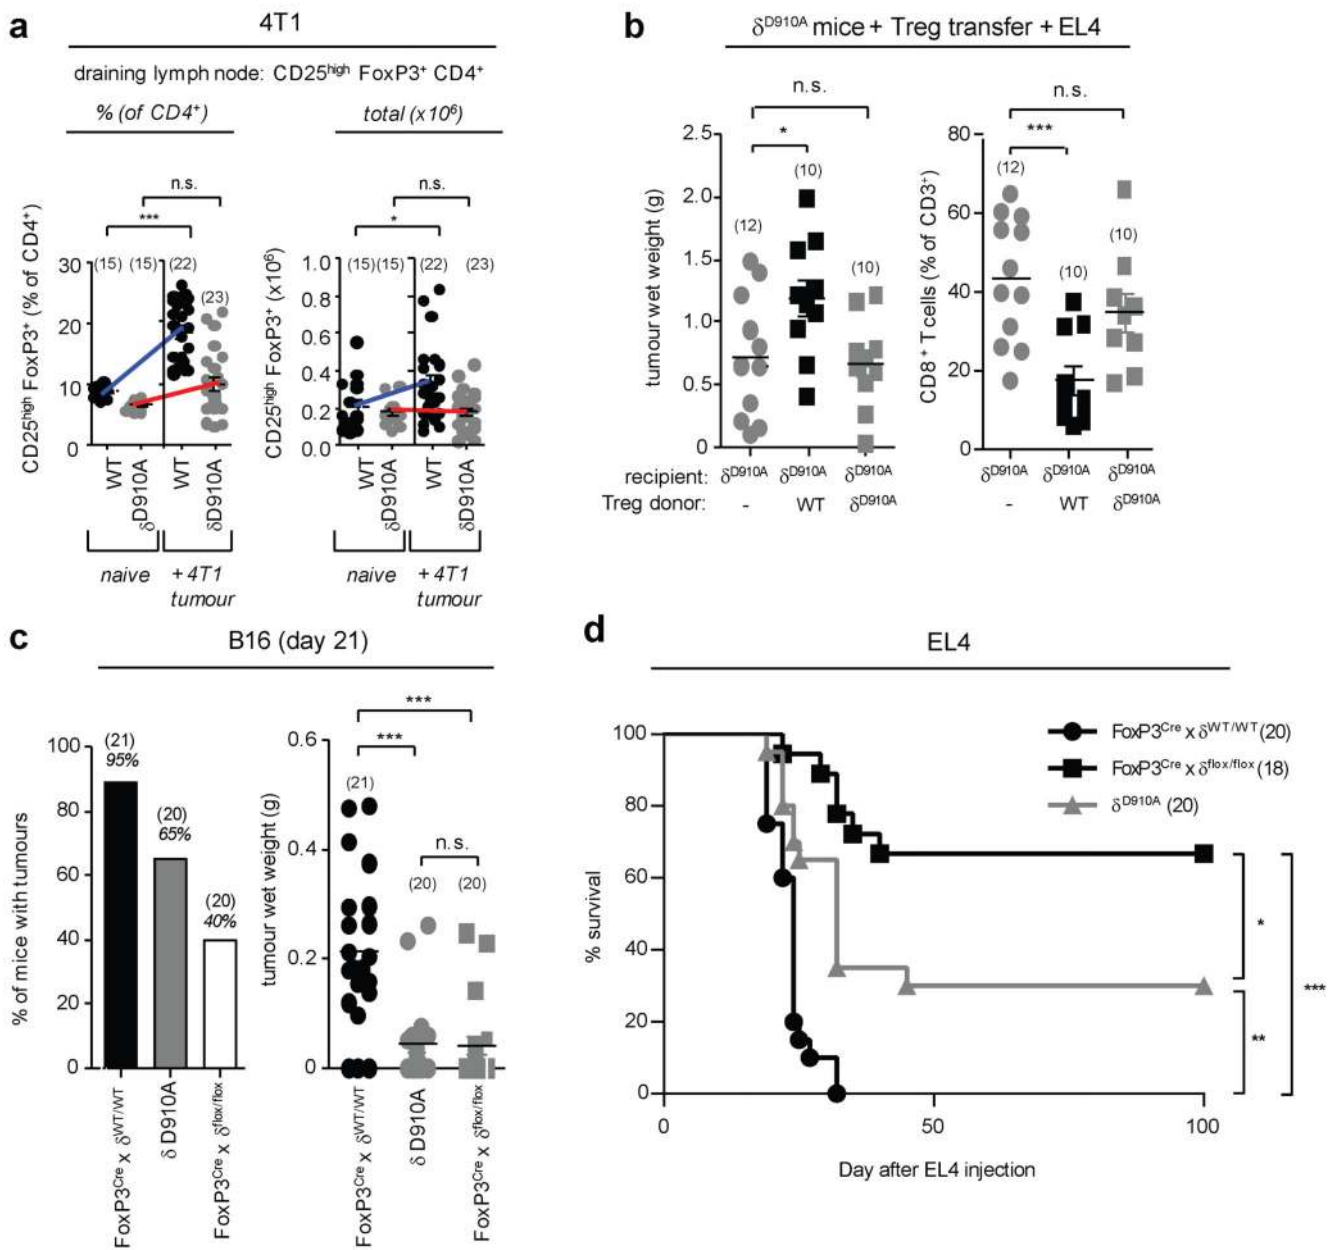 a
4T1
draining lymph node: CD25high FoxP3+ CD4+
% (of CD4+)
total (x10⁶)
n.s.
***
n.s.
*
CD25high FoxP3+ (% of CD4+)
30
20
10
0
(15)
(15)
(22)
(23)
WT
δD910A
WT
δD910A
naive
+ 4T1
tumour
CD25high FoxP3+ (x10⁶)
1.0
0.8
0.6
0.4
0.2
0
(15)
(15)
(22)
(23)
WT
δD910A
WT
δD910A
naive
+ 4T1
tumour
b
δD910A mice + Treg transfer + EL4
n.s.
*
tumour wet weight (g)
2.5
2.0
1.5
1.0
0.5
0
(12)
(10)
(10)
recipient: δD910A δD910A δD910A
Treg donor: - WT δD910A
n.s.
***
CD8+ T cells (% of CD3+)
80
60
40
20
0
(12)
(10)
(10)
δD910A δD910A δD910A
- WT δD910A
c
B16 (day 21)
% of mice with tumours
100
80
60
40
20
0
(21)
95%
(20)
65%
(20)
40%
FoxP3Cre x δWT/WT
δ D910A
FoxP3Cre x δflox/flox
***
***
n.s.
tumour wet weight (g)
0.6
0.4
0.2
0
(21)
(20)
(20)
FoxP3Cre x δWT/WT
δ D910A
FoxP3Cre x δflox/flox
d
EL4
% survival
100
80
60
40
20
0
0
50
100
Day after EL4 injection
FoxP3Cre x δWT/WT (20)
FoxP3Cre x δflox/flox (18)
δD910A (20)
*
**
***